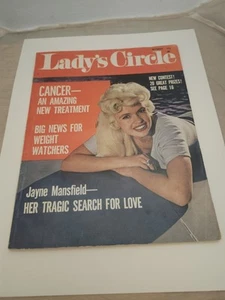 Lady's Circle
NEW CONTEST!
25 GREAT PRIZES!
SEE PAGE 18
CANCER—
AN AMAZING
NEW TREATMENT
BIG NEWS FOR
WEIGHT
WATCHERS
Jayne Mansfield—
HER TRAGIC SEARCH FOR LOVE